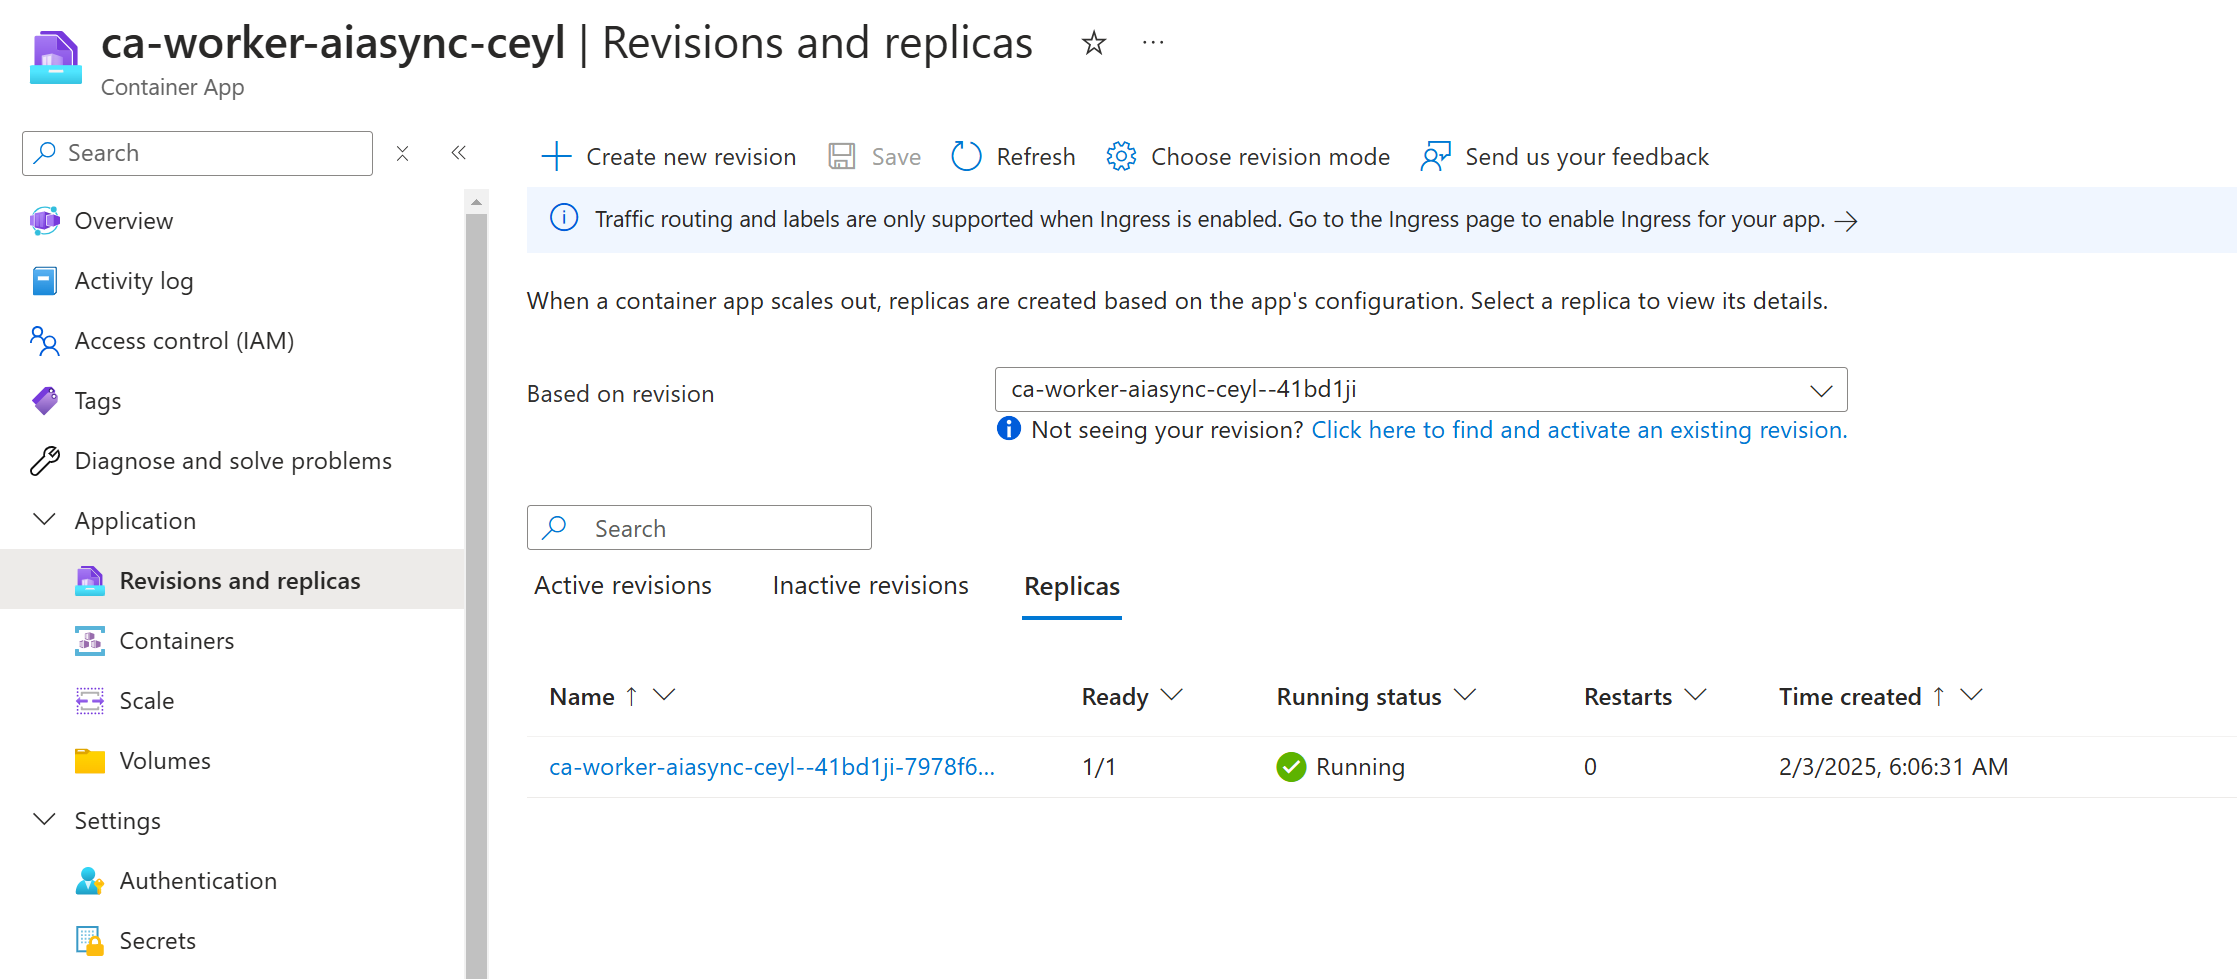 ca-worker-aiasync-ceyl | Revisions and replicas
Container App
Search
Create new revision
Save
Refresh
Choose revision mode
Send us your feedback
Traffic routing and labels are only supported when Ingress is enabled. Go to the Ingress page to enable Ingress for your app.
Overview
Activity log
Access control (IAM)
Tags
Diagnose and solve problems
Application
Revisions and replicas
Containers
Scale
Volumes
Settings
Authentication
Secrets
When a container app scales out, replicas are created based on the app's configuration. Select a replica to view its details.
Based on revision
ca-worker-aiasync-ceyl--41bd1ji
Not seeing your revision? Click here to find and activate an existing revision.
Search
Active revisions
Inactive revisions
Replicas
Name ↑ Ready Running status Restarts Time created ↑
ca-worker-aiasync-ceyl--41bd1ji-7978f6... 1/1 Running 0 2/3/2025, 6:06:31 AM